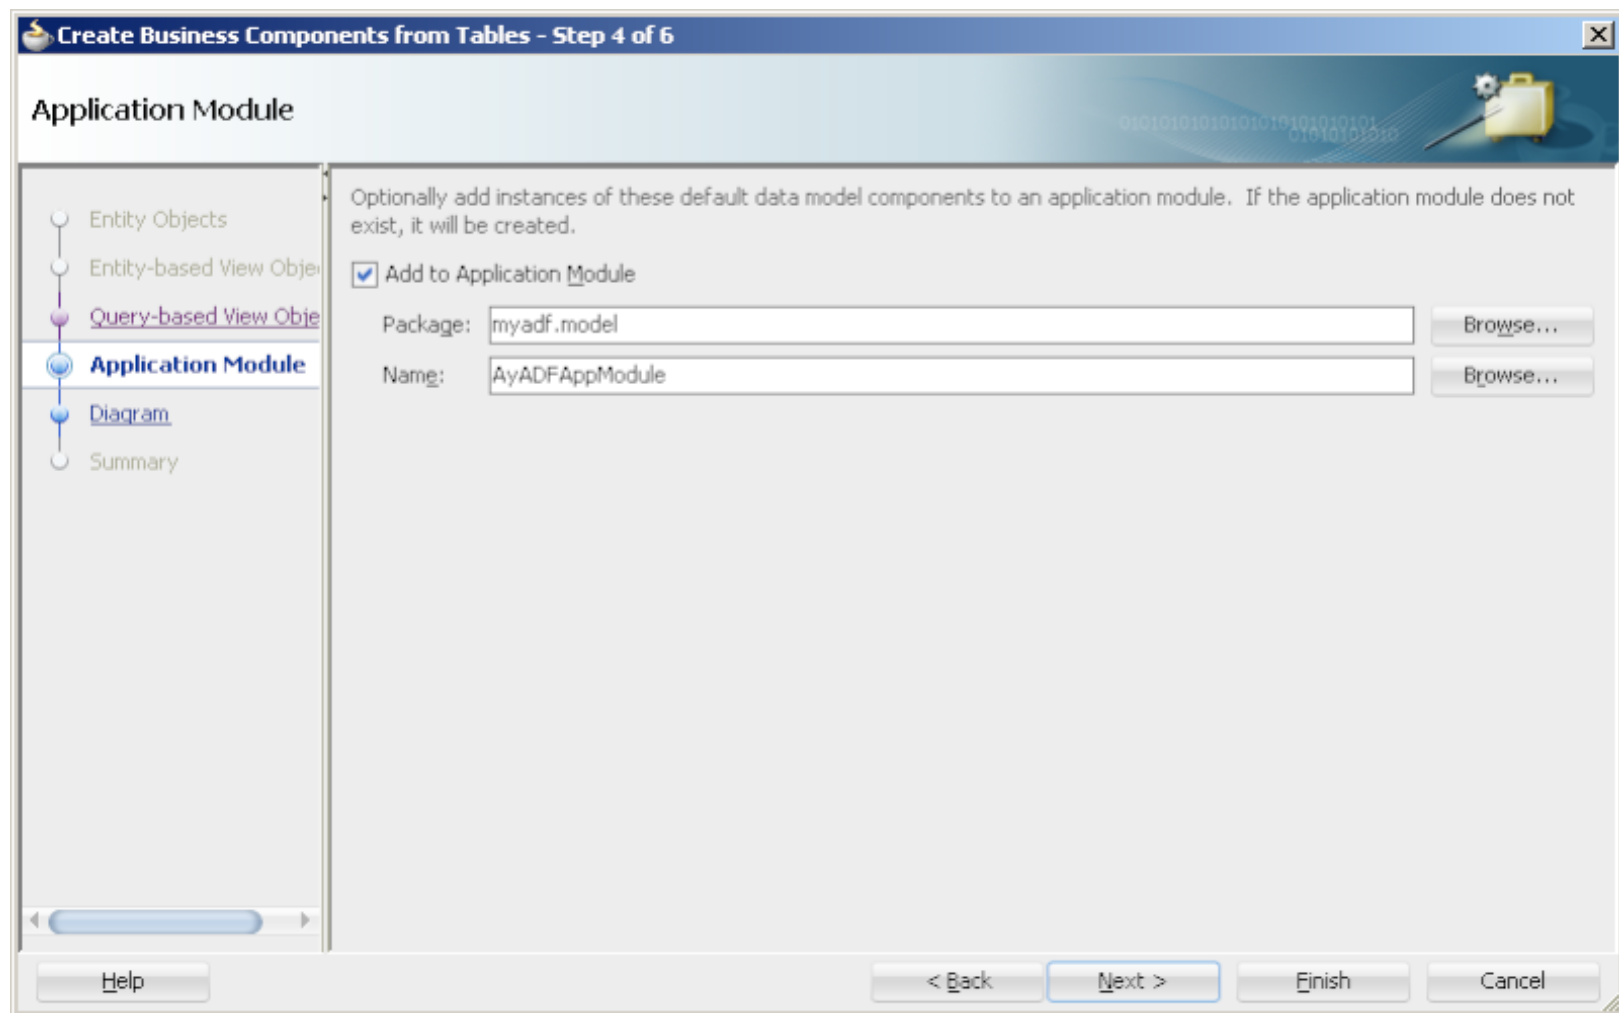 Create Business Components from Tables - Step 4 of 6
Application Module
010101010101010101010101
01010101010
Entity Objects
Entity-based View Obje
Query-based View Obje
Application Module
Diagram
Summary
Optionally add instances of these default data model components to an application module. If the application module does not
exist, it will be created.
Add to Application Module
Package: myadf.model Browse...
Name: AyADFAppModule Browse...
Help < Back Next > Finish Cancel